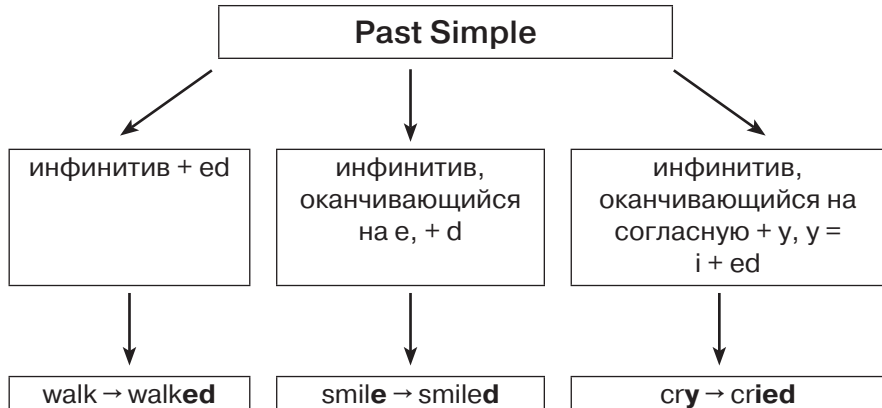 Past Simple
инфинитив + ed
инфинитив,
оканчивающийся
на е, + d
инфинитив,
оканчивающийся на
согласную + y, y =
i + ed
walk → walked
smile → smiled
cry → cried